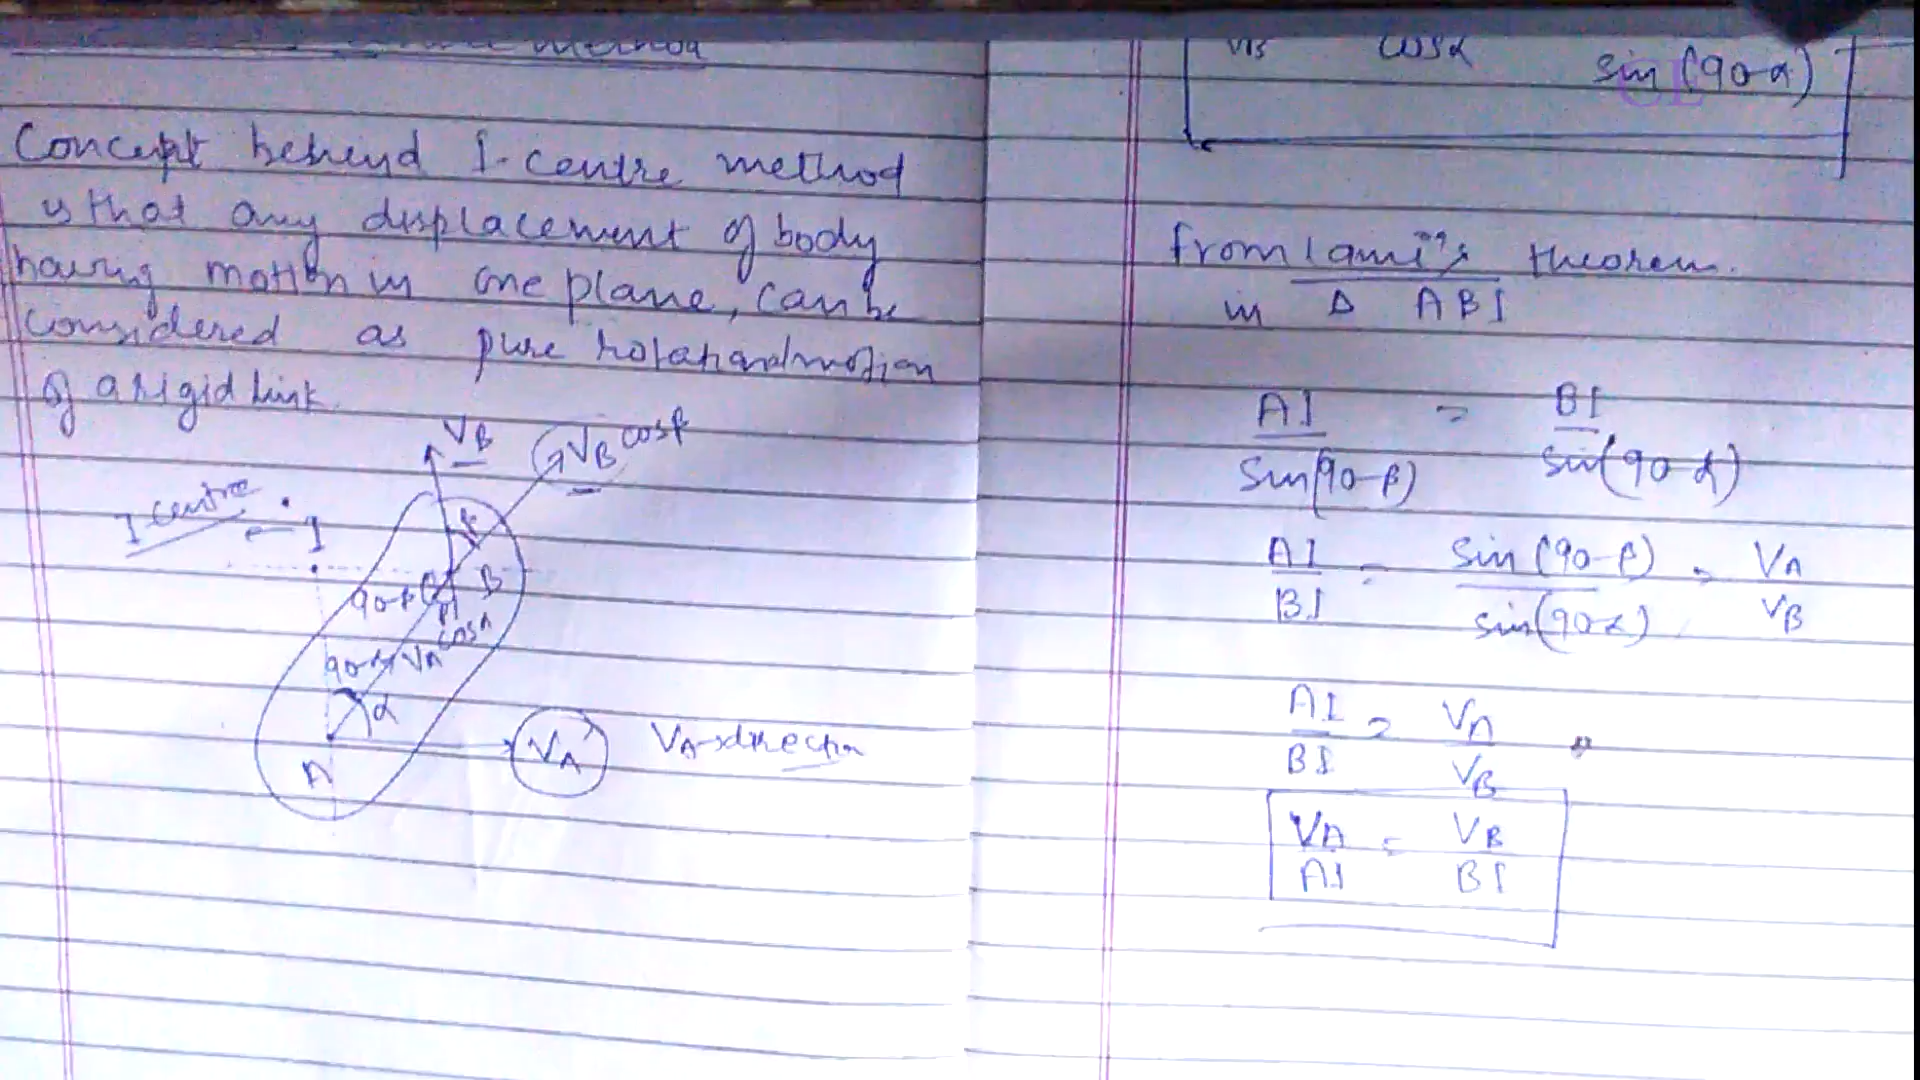 method
Concept behind I-centre method
is that any displacement of body
having motion in one plane, can be
considered as pure rotational motion
of a rigid link.
VB
VB cosβ
I centre
I
β
90-β
B
VA cosα
90-α
α
A
VA
VA → direction
VB cosα sin (90-α)
from lami's theorem.
in Δ ABI
AI = BI
Sin(90-β) sin(90-α)
AI = Sin (90-β) = VA
BI sin(90-α) VB
AI = VA
BI VB
VA = VB
AI BI